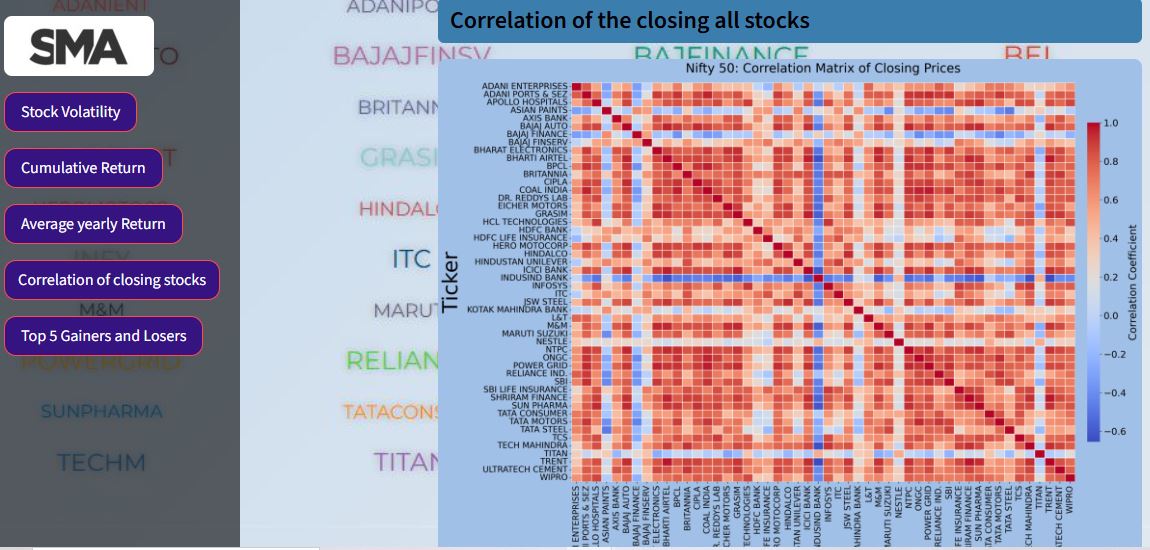 ADANIENT
ADANIPO
Correlation of the closing all stocks
SMA
TO
BAJAJFINSV
BAJFINANCE
BEL
Nifty 50: Correlation Matrix of Closing Prices
Stock Volatility
Cumulative Return
Average yearly Return
Correlation of closing stocks
Top 5 Gainers and Losers
BRITANN
T
GRASI
HINDAL
ITC
M&M
MARUT
POWERGRID
RELIAN
SUNPHARMA
TATACONS
TECHM
TITAN
Ticker
ADANI ENTERPRISES
ADANI PORTS & SEZ
APOLLO HOSPITALS
ASIAN PAINTS
AXIS BANK
BAJAJ AUTO
BAJAJ FINANCE
BAJAJ FINSERV
BHARAT ELECTRONICS
BHARTI AIRTEL
BPCL
BRITANNIA
CIPLA
COAL INDIA
DR. REDDYS LAB
EICHER MOTORS
GRASIM
HCL TECHNOLOGIES
HDFC BANK
HDFC LIFE INSURANCE
HERO MOTOCORP
HINDALCO
HINDUSTAN UNILEVER
ICICI BANK
INDUSIND BANK
INFOSYS
ITC
JSW STEEL
KOTAK MAHINDRA BANK
L&T
M&M
MARUTI SUZUKI
NESTLE
NTPC
ONGC
POWER GRID
RELIANCE IND.
SBI
SBI LIFE INSURANCE
SHRIRAM FINANCE
SUN PHARMA
TATA CONSUMER
TATA MOTORS
TATA STEEL
TCS
TECH MAHINDRA
TITAN
TRENT
ULTRATECH CEMENT
WIPRO
ENTERPRISES
I PORTS & SEZ
LLO HOSPITALS
ASIAN PAINTS
AXIS BANK
BAJAJ AUTO
BAJAJ FINANCE
BAJAJ FINSERV
ELECTRONICS
BHARTI AIRTEL
BPCL
BRITANNIA
CIPLA
COAL INDIA
R. REDDYS LAB
CHER MOTORS
GRASIM
TECHNOLOGIES
HDFC BANK
FE INSURANCE
RO MOTOCORP
HINDALCO
TAN UNILEVER
ICICI BANK
NDUSIND BANK
INFOSYS
ITC
JSW STEEL
AHINDRA BANK
L&T
M&M
MARUTI SUZUKI
NESTLE
NTPC
ONGC
POWER GRID
RELIANCE IND.
SBI
FE INSURANCE
IRAM FINANCE
SUN PHARMA
TA CONSUMER
TATA MOTORS
TATA STEEL
TCS
CH MAHINDRA
TITAN
TRENT
ATECH CEMENT
WIPRO
1.0
0.8
0.6
0.4
0.2
0.0
−0.2
−0.4
−0.6
Correlation Coefficient